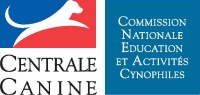 CENTRALE
CANINE
COMMISSION
NATIONALE
EDUCATION
ET ACTIVITÉS
CYNOPHILES